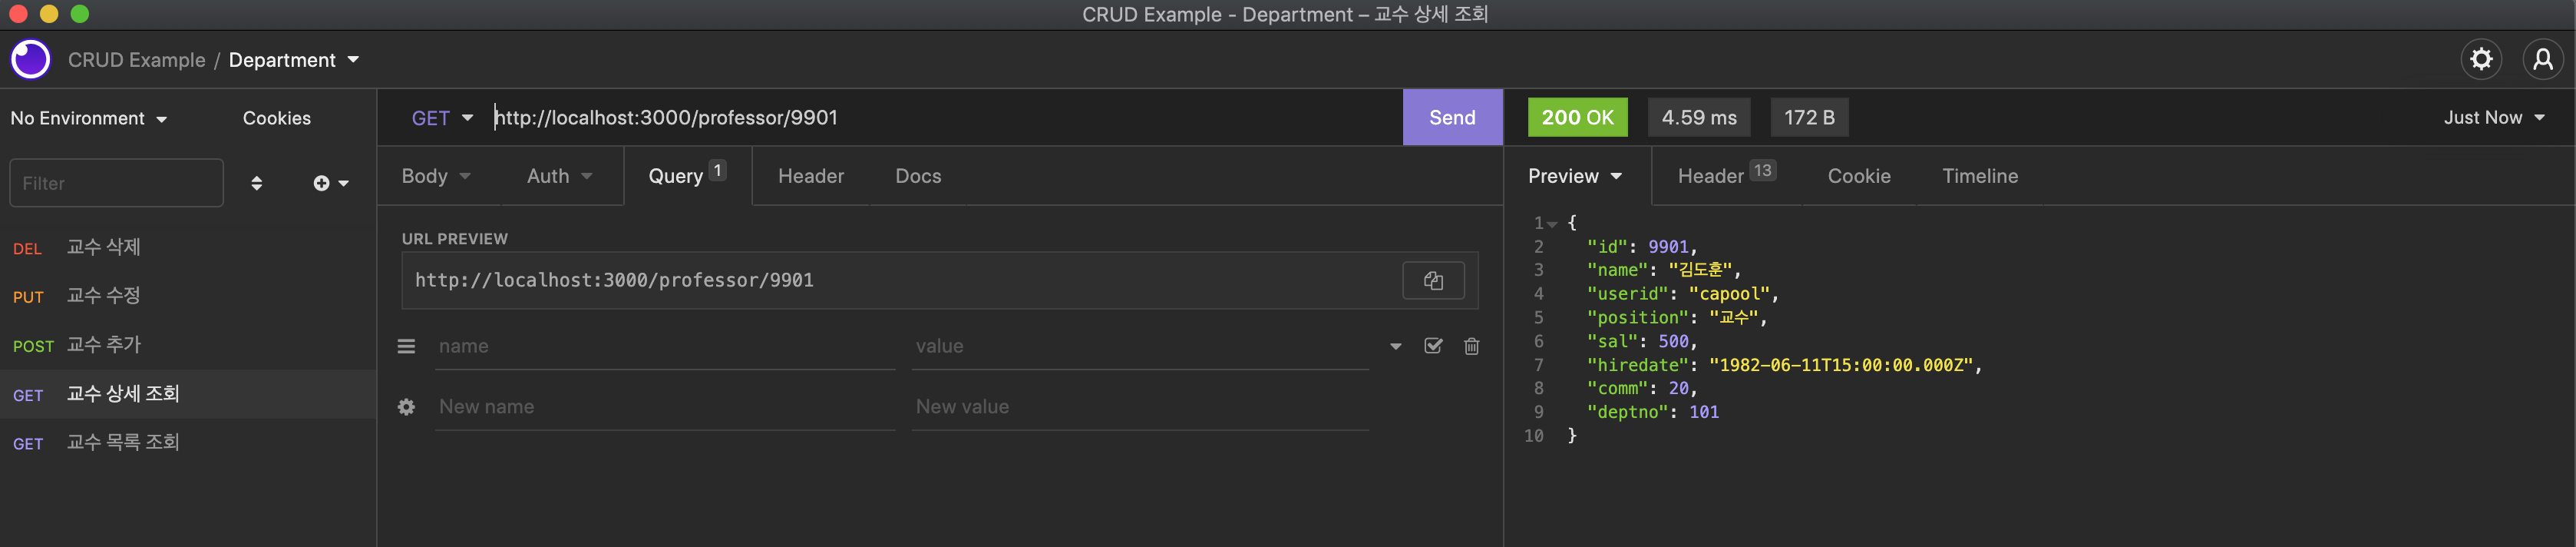 CRUD Example - Department – 교수 상세 조회
CRUD Example / Department
No Environment
Cookies
Filter
DEL 교수 삭제
PUT 교수 수정
POST 교수 추가
GET 교수 상세 조회
GET 교수 목록 조회
GET http://localhost:3000/professor/9901 Send
Body Auth Query 1 Header Docs
URL PREVIEW
http://localhost:3000/professor/9901
name value
New name New value
200 OK 4.59 ms 172 B Just Now
Preview Header 13 Cookie Timeline
1 {
2 "id": 9901,
3 "name": "김도훈",
4 "userid": "capool",
5 "position": "교수",
6 "sal": 500,
7 "hiredate": "1982-06-11T15:00:00.000Z",
8 "comm": 20,
9 "deptno": 101
10 }